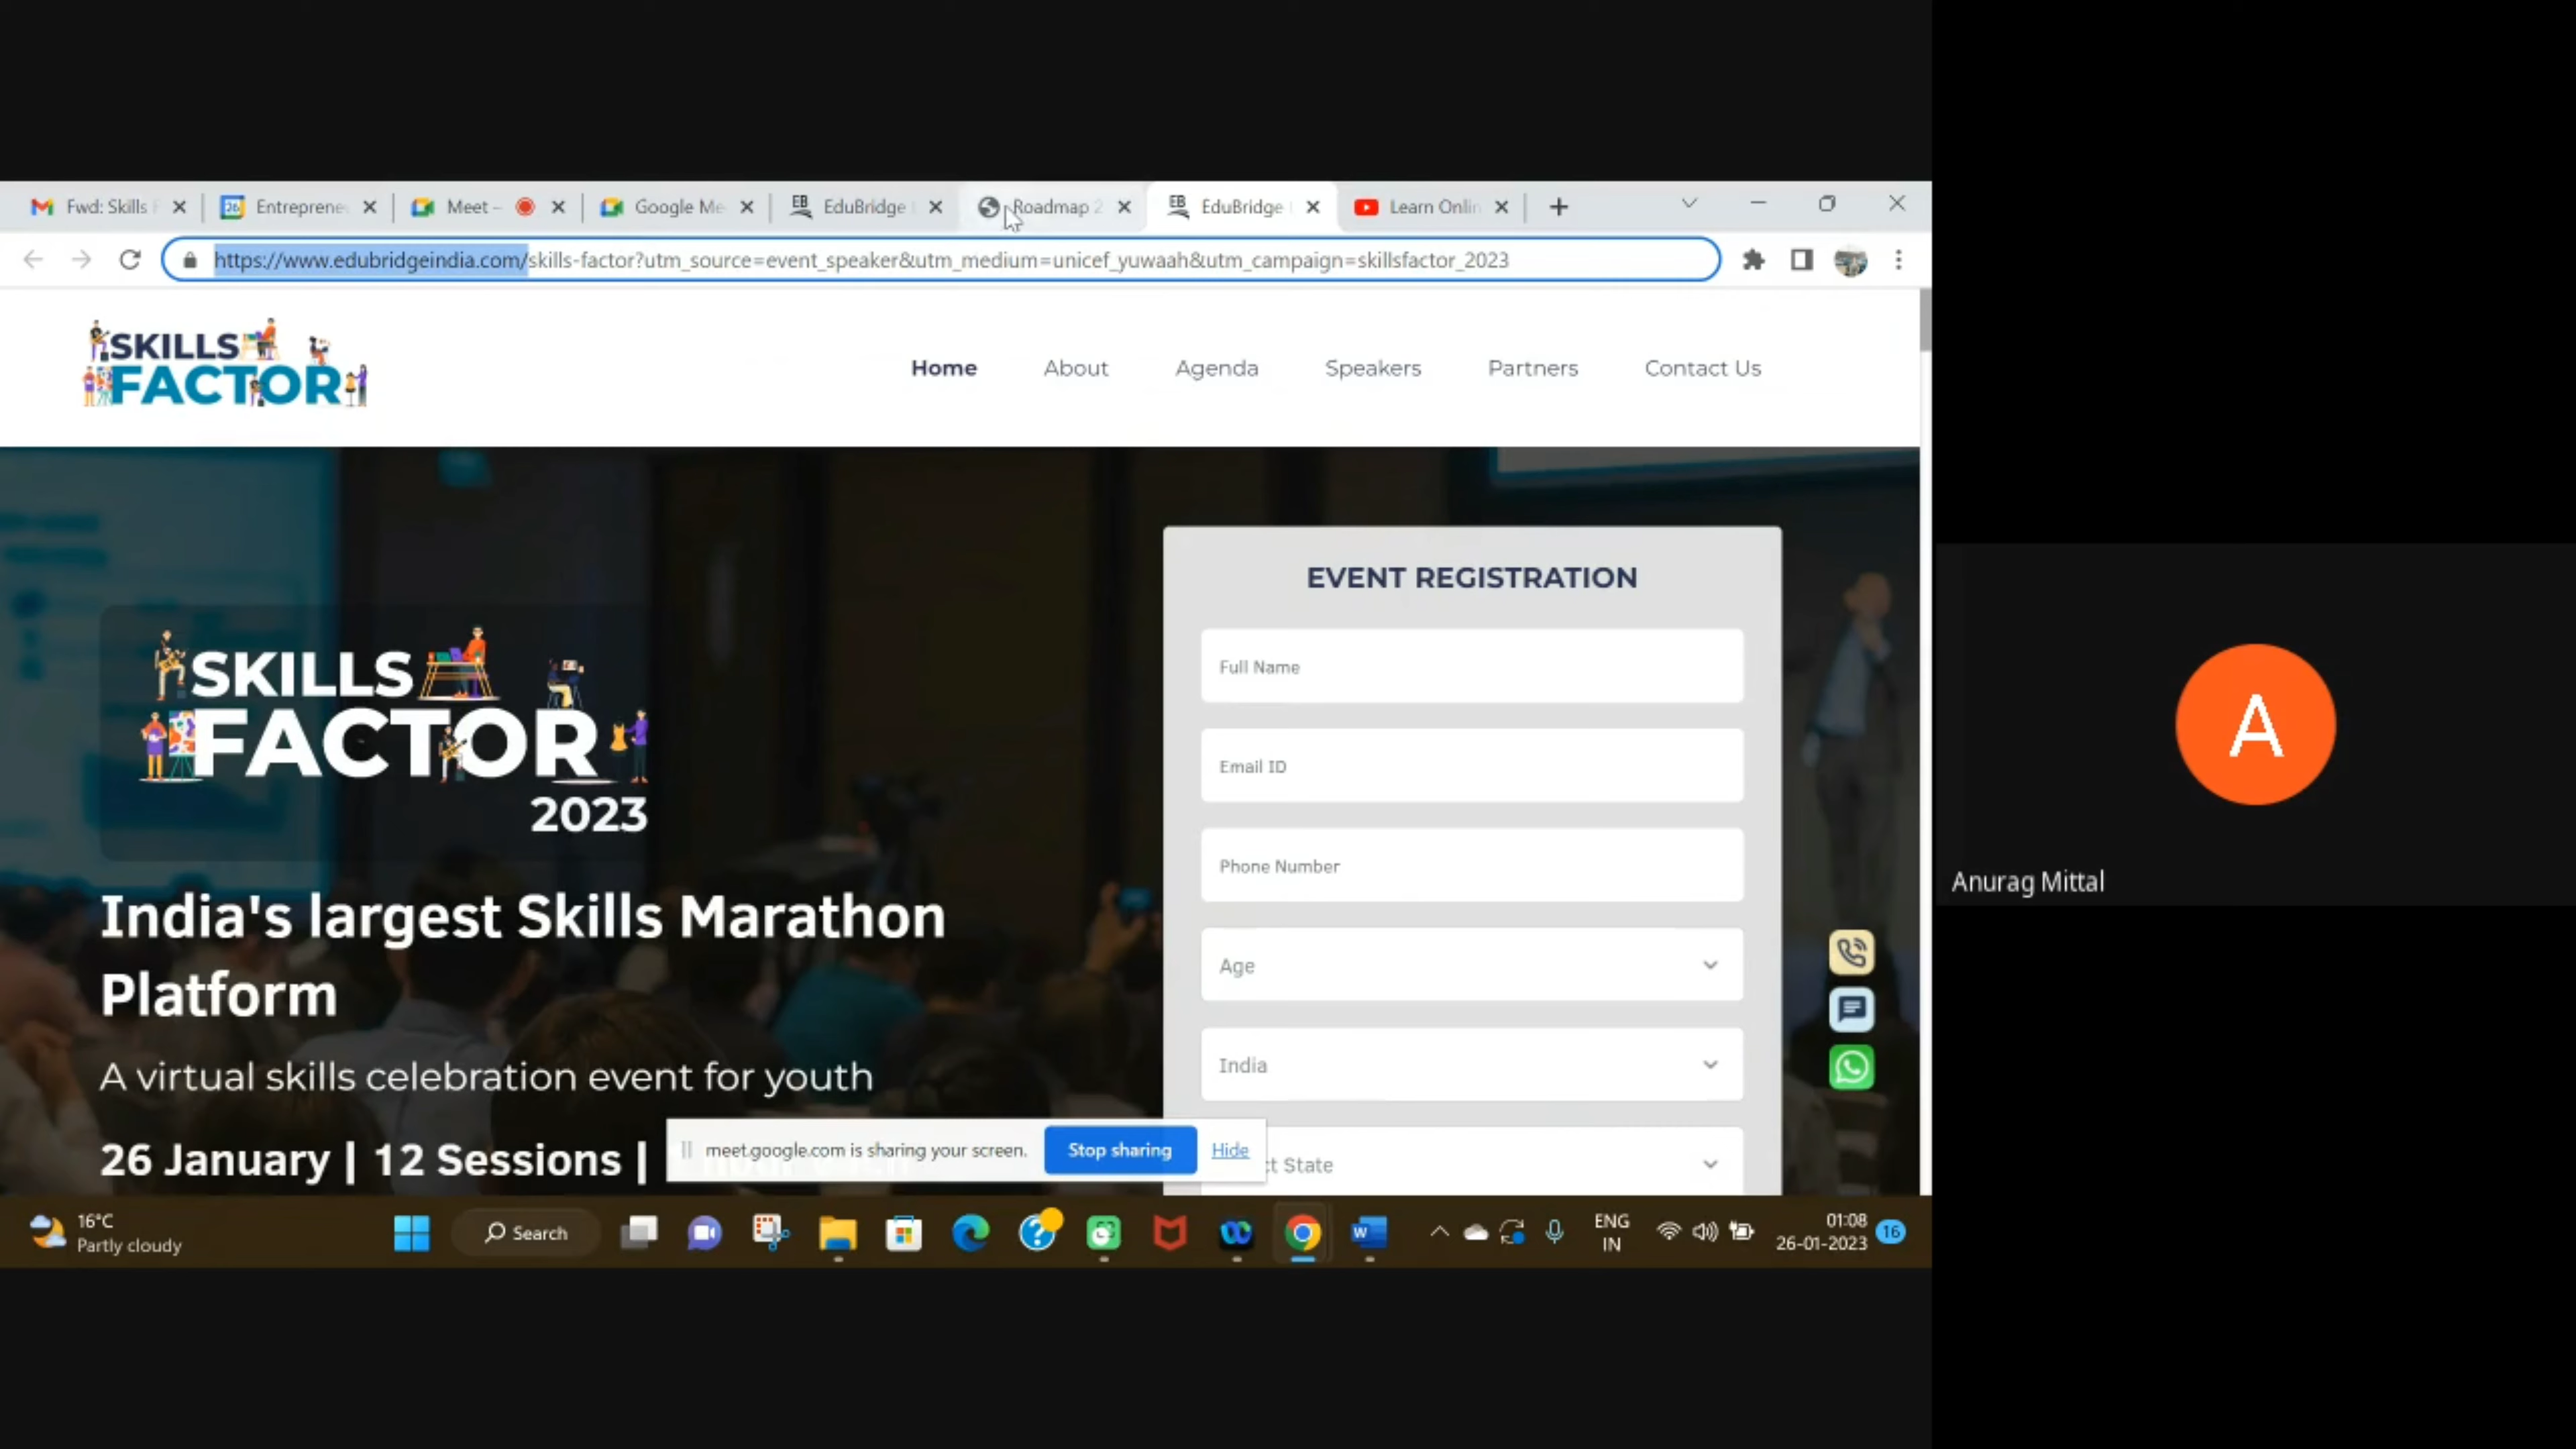 Fwd: Skills
Entreprene
Meet -
Google Me
EduBridge
Roadmap 2
EduBridge
Learn Onlin
https://www.edubridgeindia.com/skills-factor?utm_source=event_speaker&utm_medium=unicef_yuwaah&utm_campaign=skillsfactor_2023
SKILLS
FACTOR
Home
About
Agenda
Speakers
Partners
Contact Us
EVENT REGISTRATION
Full Name
Email ID
Phone Number
Age
India
ct State
SKILLS
FACTOR
2023
India's largest Skills Marathon
Platform
A virtual skills celebration event for youth
26 January | 12 Sessions |
meet.google.com is sharing your screen.
Stop sharing
Hide
A
Anurag Mittal
16°C
Partly cloudy
Search
ENG
IN
01:08
26-01-2023
16